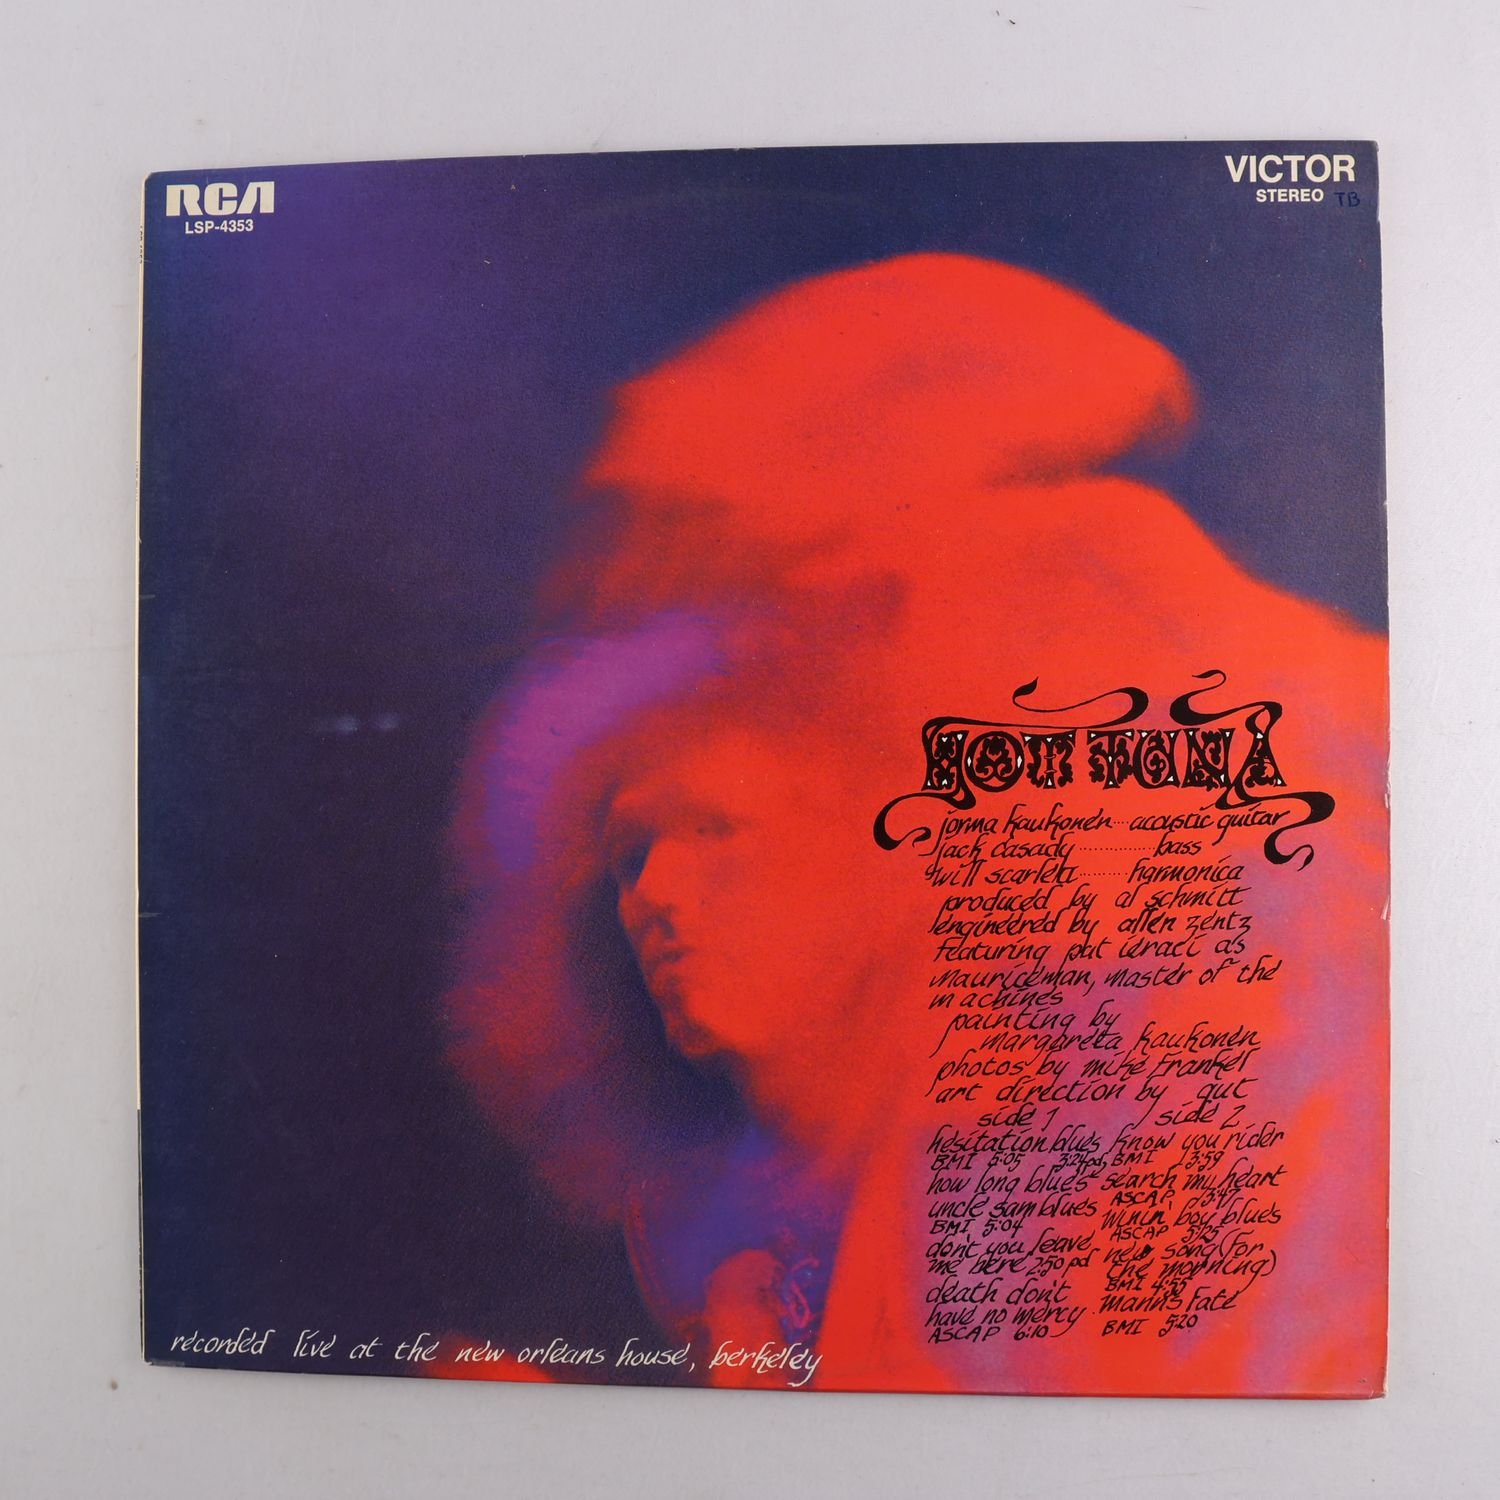 RCA
LSP-4353
VICTOR
STEREO TB
HOT TUNA
jorma kaukonen acoustic guitar
jack casady bass
will scarlett harmonica
produced by al schmitt
engineered by allen zentz
featuring pat ieraci as
mauriceman, master of the
machines
painting by
margareta kaukonen
photos by mike frankel
art direction by gut
side 1 side 2
hesitation blues know you rider
BMI 5:05 3:24 pd, BMI 3:59
how long blues search my heart
ASCAP 3:47
uncle sam blues winin' boy blues
BMI 5:04 ASCAP 5:25
don't you leave new song (for
me here 2:50 pd the morning)
BMI 4:55
death don't mann's fate
have no mercy
ASCAP 6:10 BMI 5:20
recorded live at the new orleans house, berkeley